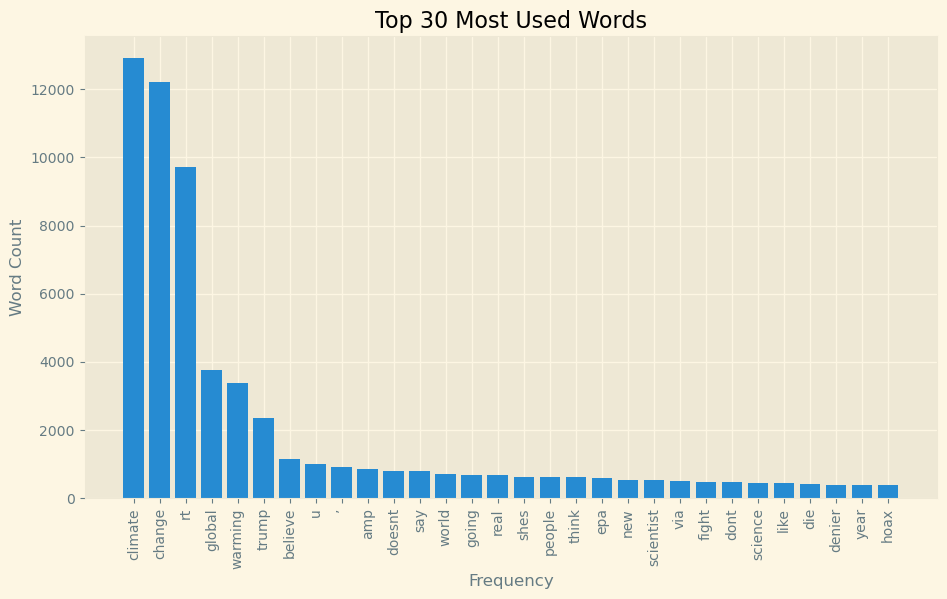 Top 30 Most Used Words
Word Count
12000
10000
8000
6000
4000
2000
0
climate
change
rt
global
warming
trump
believe
u
,
amp
doesnt
say
world
going
real
shes
people
think
epa
new
scientist
via
fight
dont
science
like
die
denier
year
hoax
Frequency